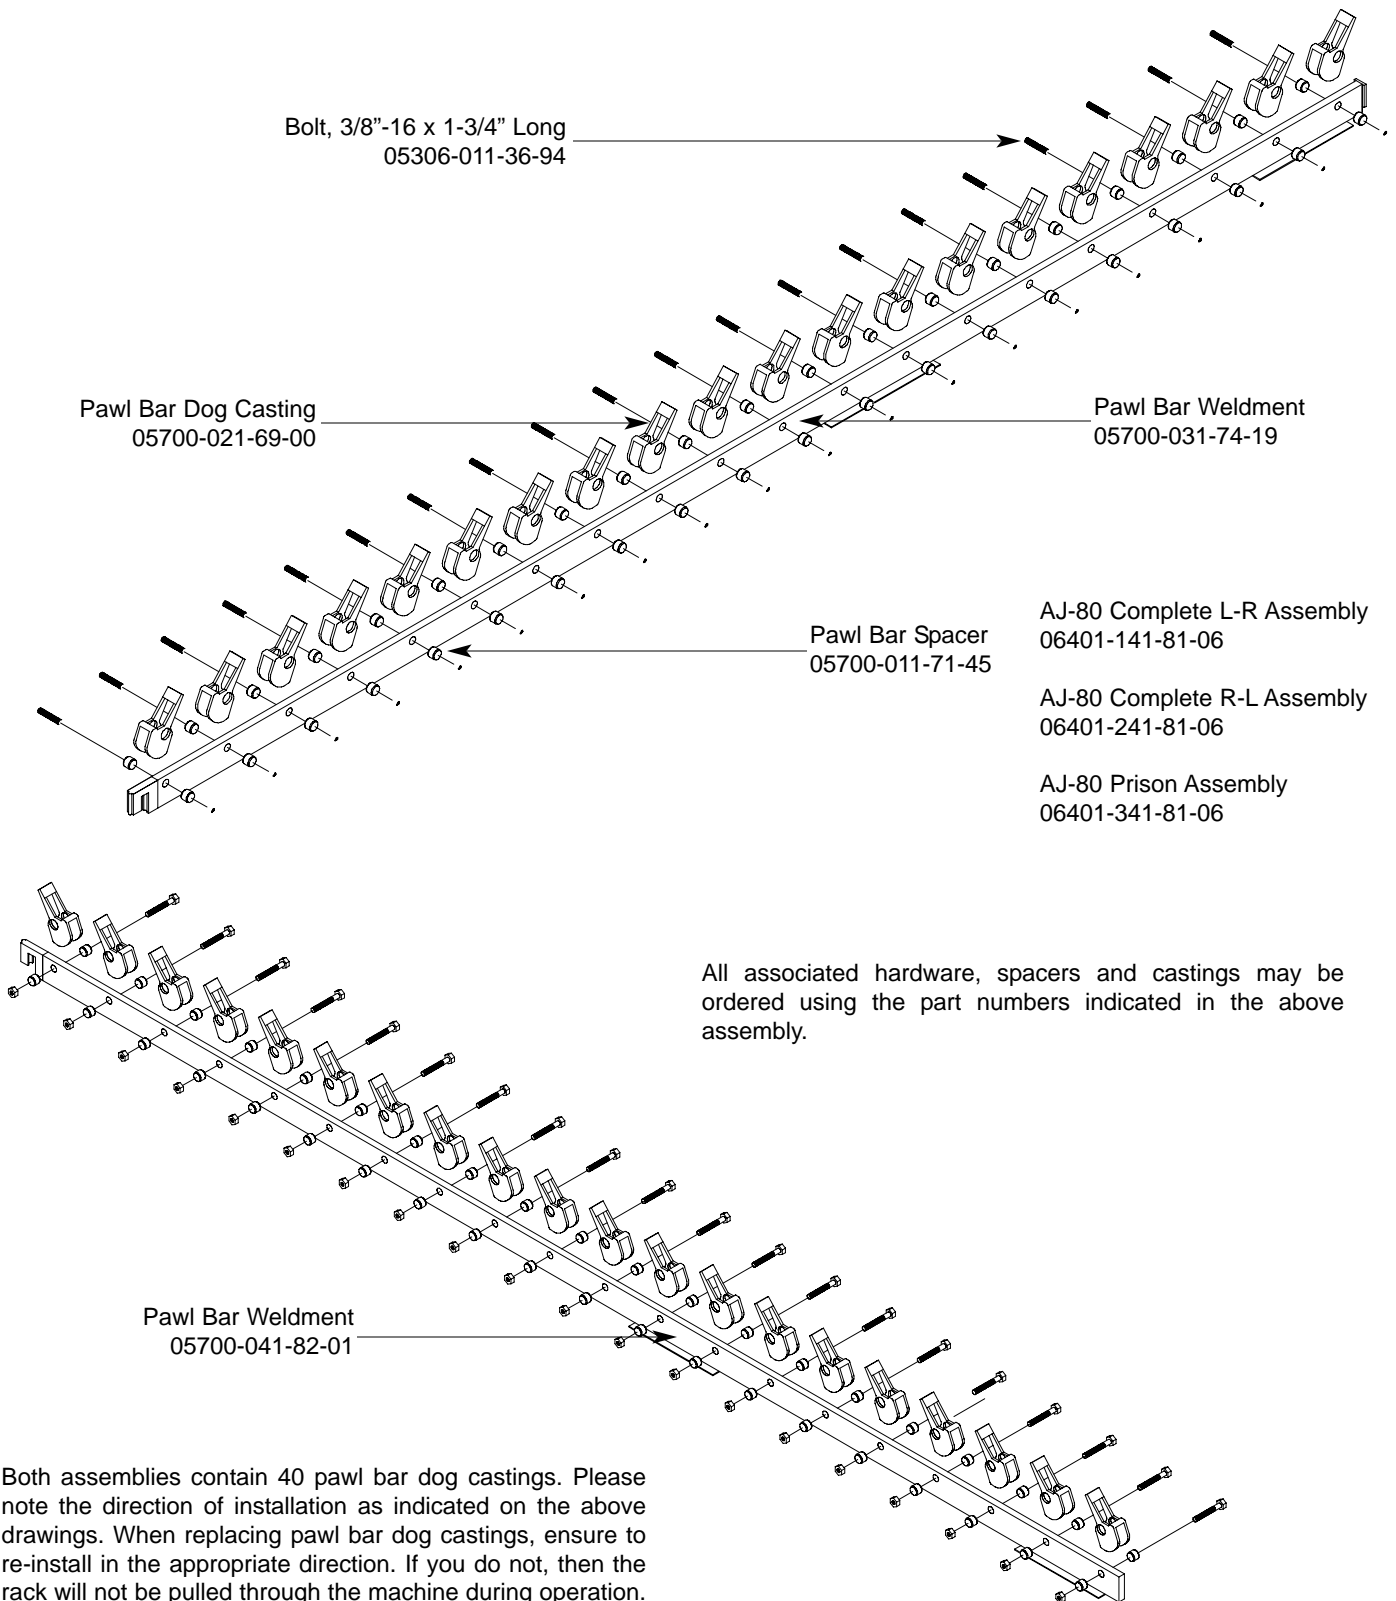 Bolt, 3/8”-16 x 1-3/4” Long
05306-011-36-94
Pawl Bar Dog Casting
05700-021-69-00
Pawl Bar Weldment
05700-031-74-19
Pawl Bar Spacer
05700-011-71-45
AJ-80 Complete L-R Assembly
06401-141-81-06
AJ-80 Complete R-L Assembly
06401-241-81-06
AJ-80 Prison Assembly
06401-341-81-06
All associated hardware, spacers and castings may be
ordered using the part numbers indicated in the above
assembly.
Pawl Bar Weldment
05700-041-82-01
Both assemblies contain 40 pawl bar dog castings. Please
note the direction of installation as indicated on the above
drawings. When replacing pawl bar dog castings, ensure to
re-install in the appropriate direction. If you do not, then the
rack will not be pulled through the machine during operation.